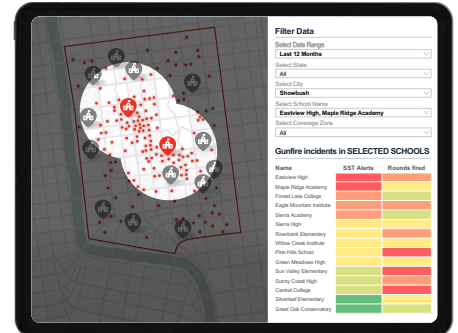 Filter Data
Select Date Range
Last 12 Months
Select State
All
Select City
Showbush
Select School Name
Eastview High, Maple Ridge Academy
Select Coverage Zone
All
Gunfire incidents in SELECTED SCHOOLS
Name SST Alerts Rounds fired
Eastview High
Maple Ridge Academy
Forest Lake College
Eagle Mountain Institute
Sierra Academy
Sierra High
Riverbank Elementary
Willow Creek Institute
Pine Hills School
Green Meadows High
Sun Valley Elementary
Sunny Coast High
Central College
Silverleaf Elementary
Great Oak Conservatory